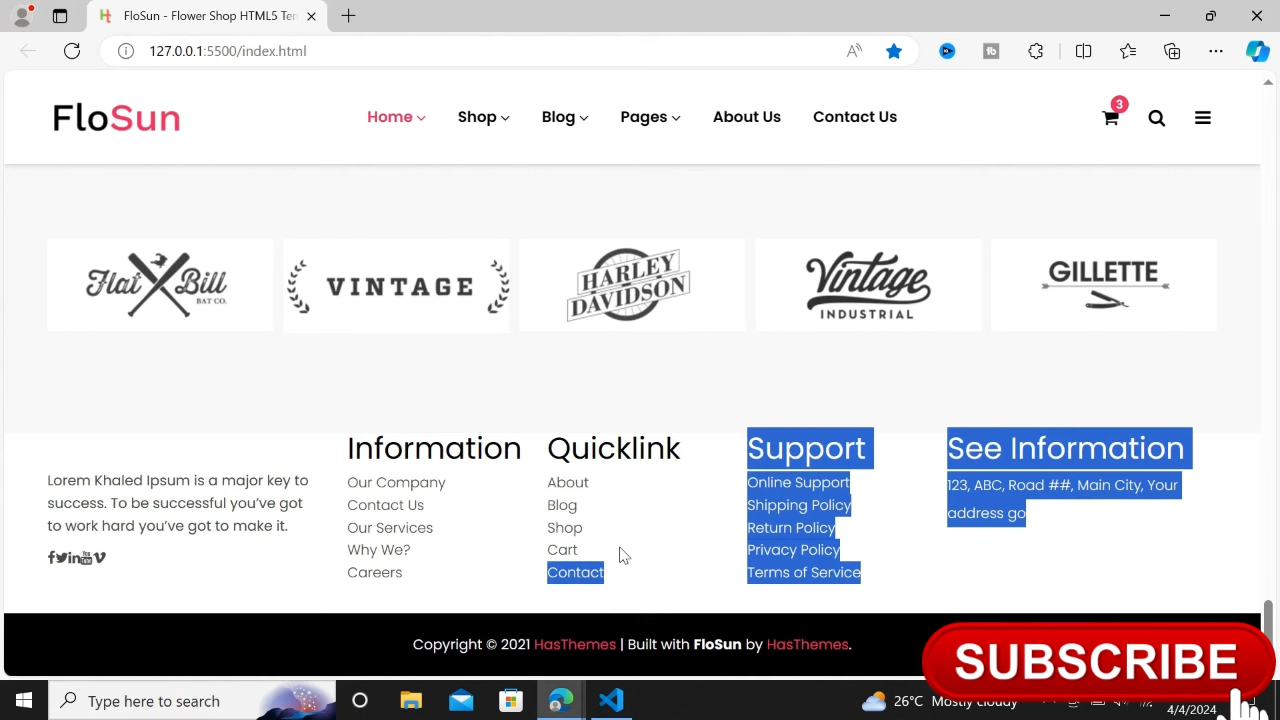 FloSun - Flower Shop HTML5 Ter
127.0.0.1:5500/index.html
FloSun
Home
Shop
Blog
Pages
About Us
Contact Us
3
Flat Bill
BAT CO.
VINTAGE
HARLEY
DAVIDSON
Vintage
INDUSTRIAL
GILLETTE
Lorem Khaled Ipsum is a major key to
success. To be successful you've got
to work hard you've got to make it.
Information
Our Company
Contact Us
Our Services
Why We?
Careers
Quicklink
About
Blog
Shop
Cart
Contact
Support
Online Support
Shipping Policy
Return Policy
Privacy Policy
Terms of Service
See Information
123, ABC, Road ##, Main City, Your
address go
Copyright © 2021 HasThemes | Built with FloSun by HasThemes.
SUBSCRIBE
Type here to search
26°C Mostly cloudy
4/4/2024